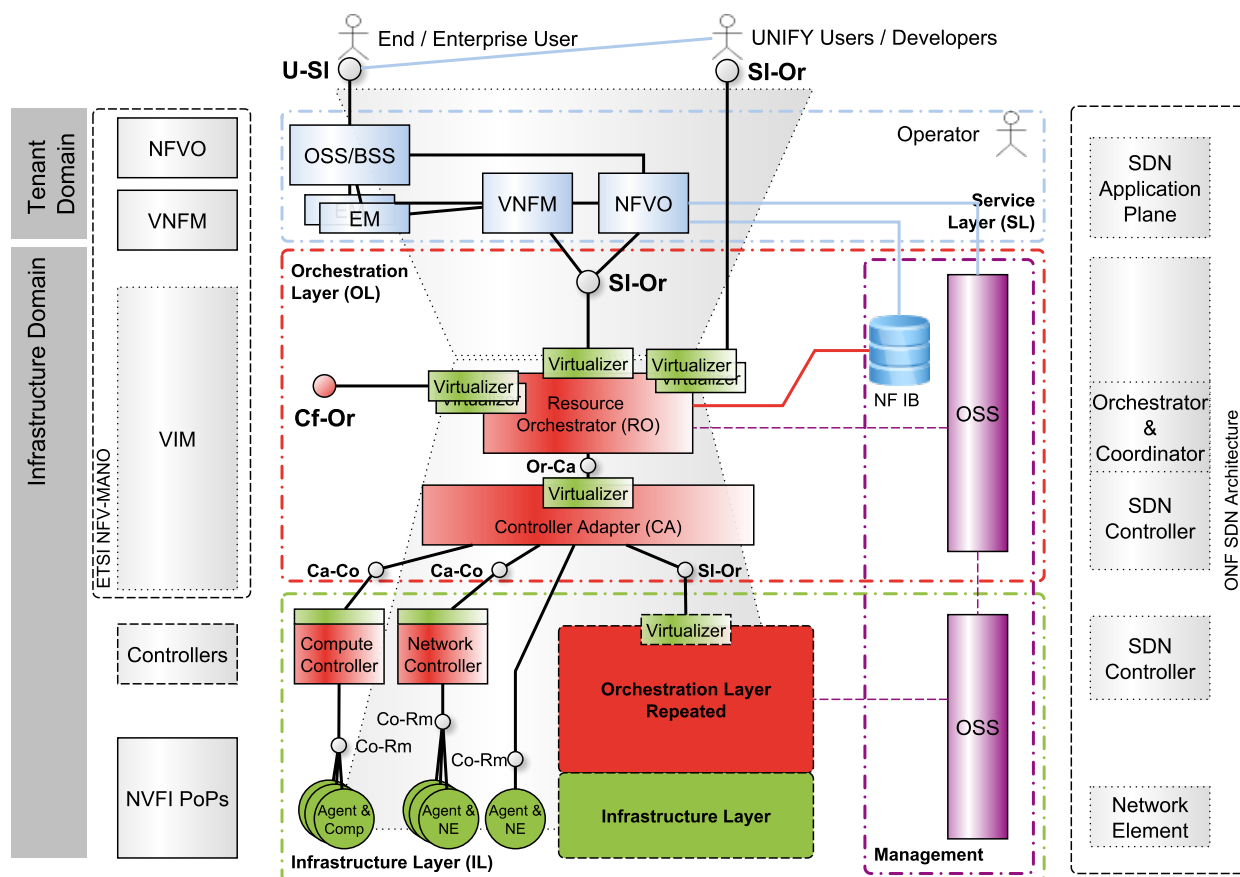 End / Enterprise User
UNIFY Users / Developers
U-Sl
Sl-Or
Tenant
Domain
NFVO
VNFM
OSS/BSS
EM
EM
VNFM
NFVO
Operator
Service
Layer (SL)
SDN
Application
Plane
Infrastructure Domain
ETSI NFV-MANO
VIM
Orchestration
Layer (OL)
Sl-Or
Virtualizer
Virtualizer
Virtualizer
Virtualizer
Virtualizer
Cf-Or
Resource
Orchestrator (RO)
NF IB
OSS
Orchestrator
&
Coordinator
Or-Ca
Virtualizer
Controller Adapter (CA)
SDN
Controller
ONF SDN Architecture
Ca-Co
Ca-Co
Sl-Or
Controllers
Compute
Controller
Network
Controller
Virtualizer
Orchestration Layer
Repeated
SDN
Controller
Co-Rm
Co-Rm
Co-Rm
OSS
NVFI PoPs
Agent &
Comp
Agent &
NE
Agent &
NE
Infrastructure Layer
Network
Element
Infrastructure Layer (IL)
Management